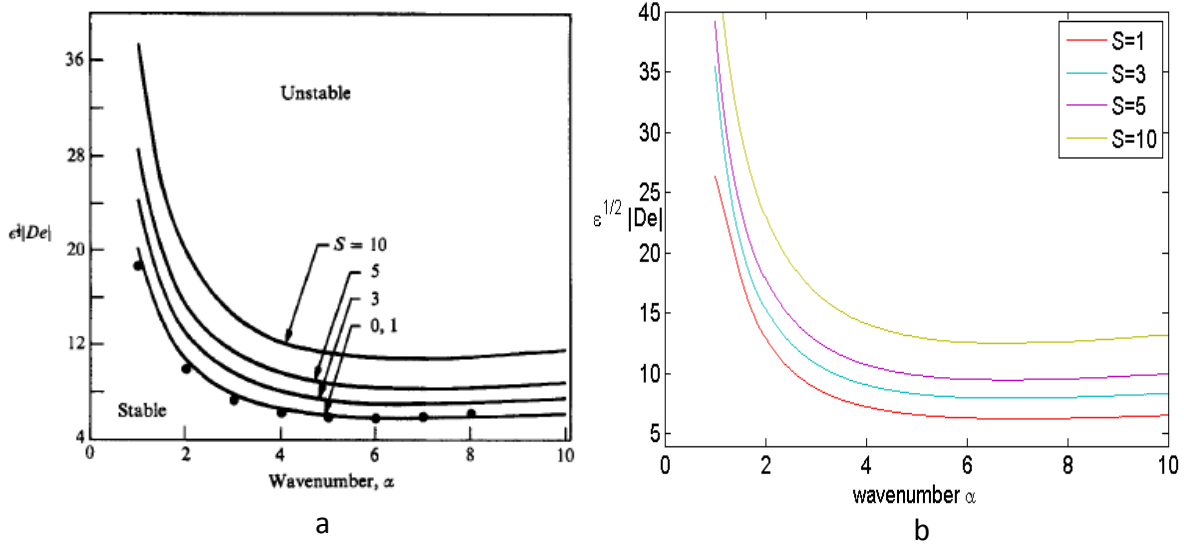 36
28
20
12
4
|De|
Unstable
S = 10
5
3
0, 1
Stable
0 2 4 6 8 10
Wavenumber, α
a
40
35
30
25
20
15
10
5
ε1/2 |De|
S=1
S=3
S=5
S=10
0 2 4 6 8 10
wavenumber α
b